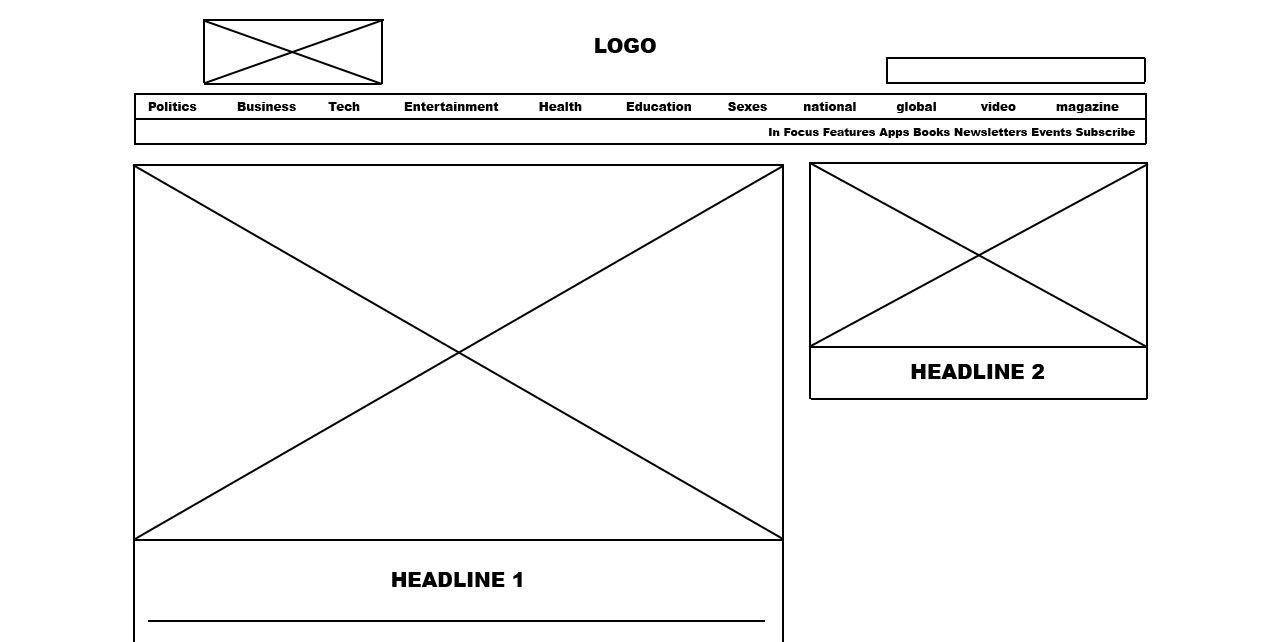 LOGO
Politics Business Tech Entertainment Health Education Sexes national global video magazine
In Focus Features Apps Books Newsletters Events Subscribe
HEADLINE 2
HEADLINE 1